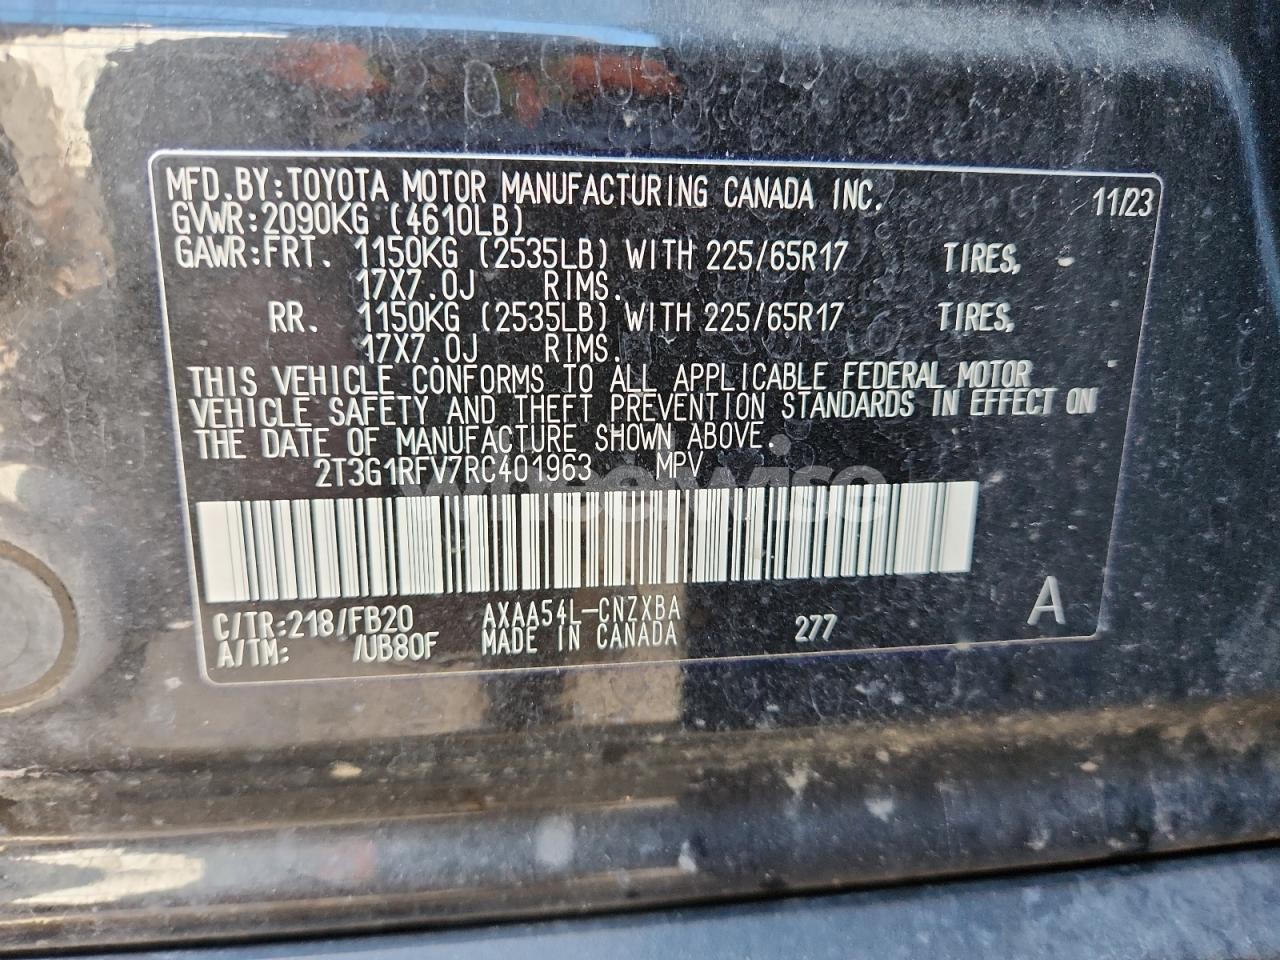 MFD.BY:TOYOTA MOTOR MANUFACTURING CANADA INC. 11/23
GVWR:2090KG (4610LB)
GAWR:FRT. 1150KG (2535LB) WITH 225/65R17 TIRES,
17X7.0J RIMS.
RR. 1150KG (2535LB) WITH 225/65R17 TIRES,
17X7.0J RIMS.
THIS VEHICLE CONFORMS TO ALL APPLICABLE FEDERAL MOTOR
VEHICLE SAFETY AND THEFT PREVENTION STANDARDS IN EFFECT ON
THE DATE OF MANUFACTURE SHOWN ABOVE.
2T3G1RFV7RC401963 MPV
wheelwise
C/TR:218/FB20 AXAA54L-CNZXBA 277 A
A/TM: /UB80F MADE IN CANADA